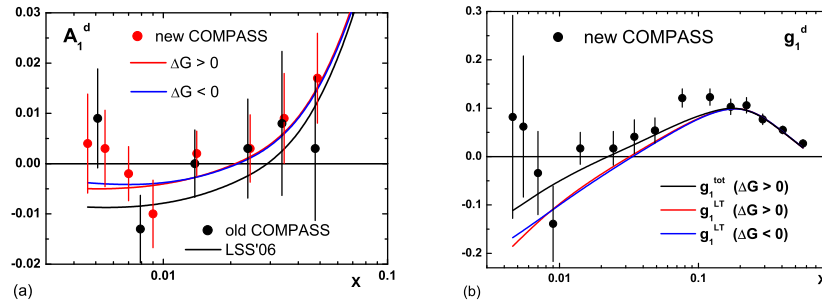 A₁ᵈ
new COMPASS
ΔG > 0
ΔG < 0
old COMPASS
LSS'06
0.03
0.02
0.01
0.00
-0.01
-0.02
0.01
0.1
X
(a)
g₁ᵈ
new COMPASS
g₁ᵗᵒᵗ (ΔG > 0)
g₁ᴸᵀ (ΔG > 0)
g₁ᴸᵀ (ΔG < 0)
0.3
0.2
0.1
0.0
-0.1
-0.2
0.01
0.1
X
(b)